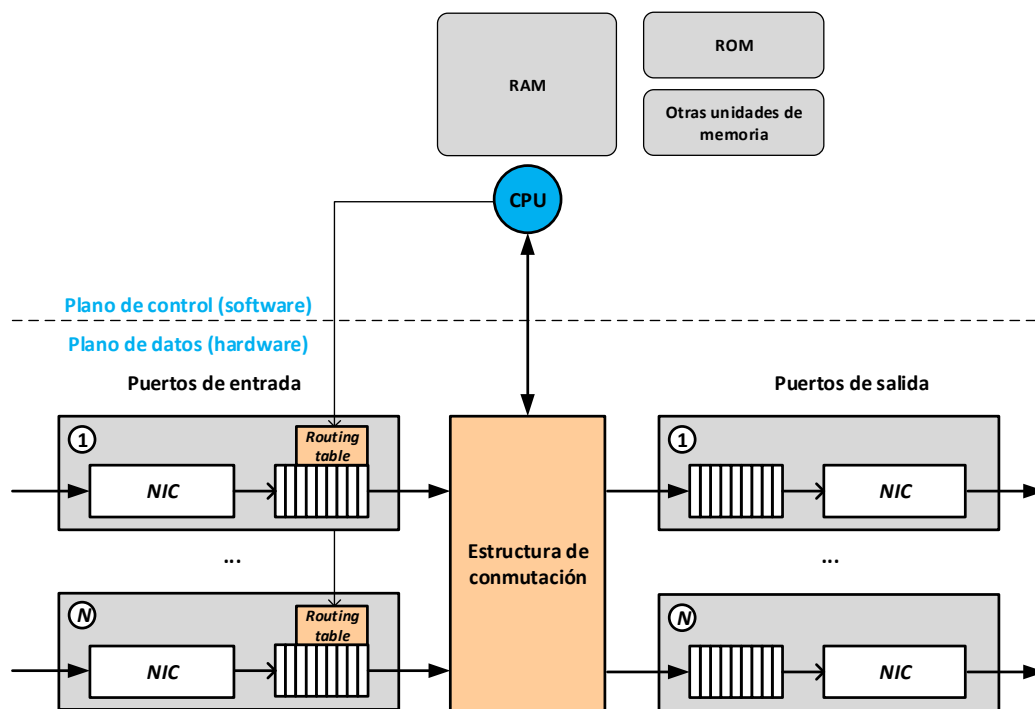 RAM
ROM
Otras unidades de
memoria
CPU
Plano de control (software)
Plano de datos (hardware)
Puertos de entrada
Puertos de salida
1
Routing
table
NIC
1
NIC
...
Estructura de
conmutación
...
N
Routing
table
NIC
N
NIC